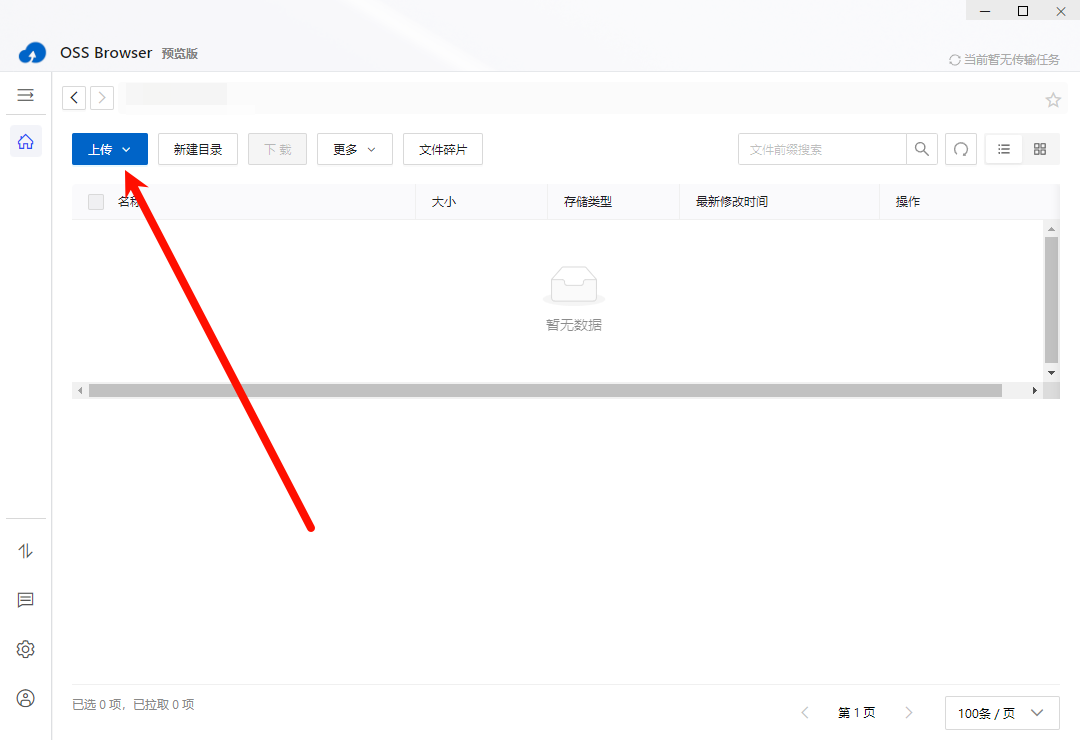 OSS Browser 预览版
当前暂无传输任务
上传 新建目录 下载 更多 文件碎片 文件前缀搜索
名称 大小 存储类型 最新修改时间 操作
暂无数据
已选 0 项，已拉取 0 项
第 1 页 100条 / 页